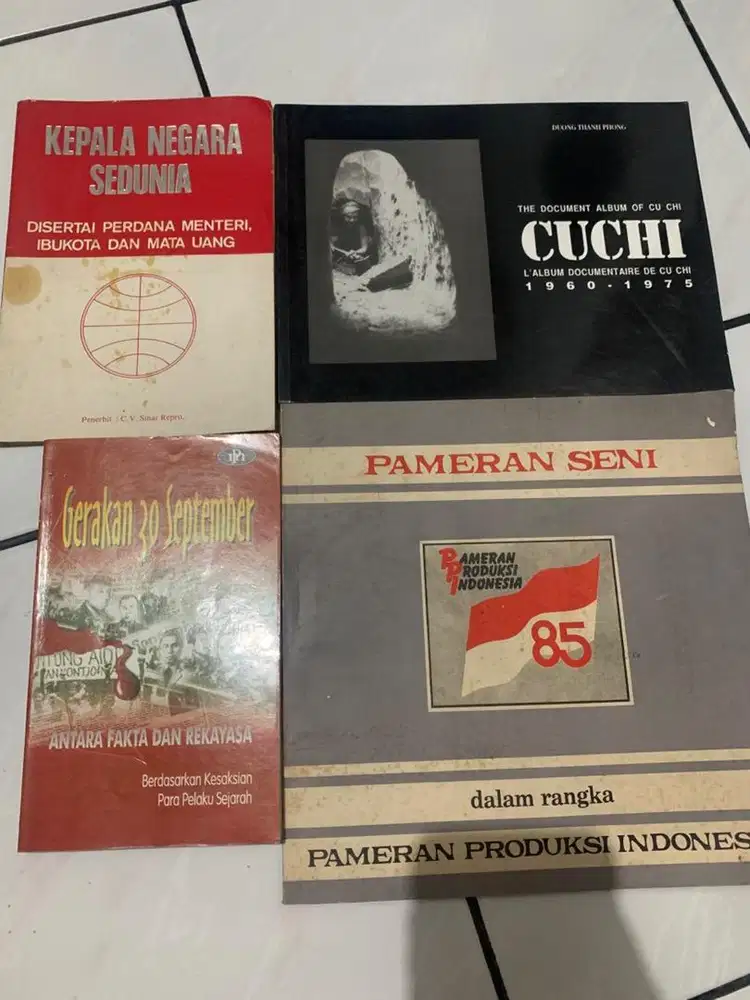 KEPALA NEGARA
SEDUNIA
DISERTAI PERDANA MENTERI,
IBUKOTA DAN MATA UANG
Penerbit : C.V. Sinar Repro.
DUONG THANH PHONG
THE DOCUMENT ALBUM OF CU CHI
CUCHI
L'ALBUM DOCUMENTAIRE DE CU CHI
1960-1975
Gerakan 30 September
ANTARA FAKTA DAN REKAYASA
Berdasarkan Kesaksian
Para Pelaku Sejarah
PAMERAN SENI
PAMERAN
PRODUKSI
INDONESIA
85
dalam rangka
PAMERAN PRODUKSI INDONES